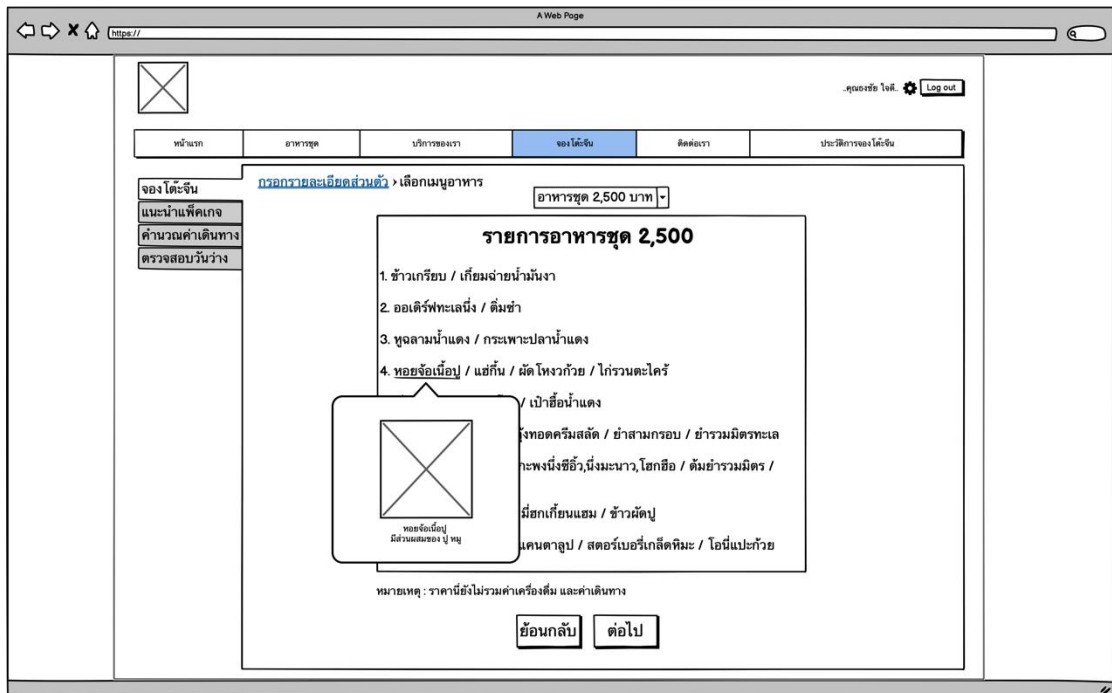 A Web Page
https://
..คุณธงชัย ใจดี.. Log out
หน้าแรก อาหารชุด บริการของเรา จองโต๊ะจีน ติดต่อเรา ประวัติการจองโต๊ะจีน
จองโต๊ะจีน
แนะนำแพ็คเกจ
คำนวณค่าเดินทาง
ตรวจสอบวันว่าง
กรอกรายละเอียดส่วนตัว > เลือกเมนูอาหาร
อาหารชุด 2,500 บาท
รายการอาหารชุด 2,500
1. ข้าวเกรียบ / เกี๊ยมฉ่ายน้ำมันงา
2. ออเดิร์ฟทะเลนึ่ง / ติ่มซำ
3. หูฉลามน้ำแดง / กระเพาะปลาน้ำแดง
4. หอยจ้อเนื้อปู / แฮ่กึ๊น / ผัดโหงวก้วย / ไก่รวนตะไคร้
/ เป๋าฮื้อน้ำแดง
กุ้งทอดครีมสลัด / ยำสามกรอบ / ยำรวมมิตรทะเล
กะพงนึ่งซีอิ้ว,นึ่งมะนาว,โฮกฮือ / ต้มยำรวมมิตร /
หมี่ฮกเกี้ยนแฮม / ข้าวผัดปู
แคนตาลูป / สตอร์เบอรี่เกล็ดหิมะ / โอนี่แปะก้วย
หอยจ้อเนื้อปู
มีส่วนผสมของ ปู หมู
หมายเหตุ : ราคานี้ยังไม่รวมค่าเครื่องดื่ม และค่าเดินทาง
ย้อนกลับ ต่อไป